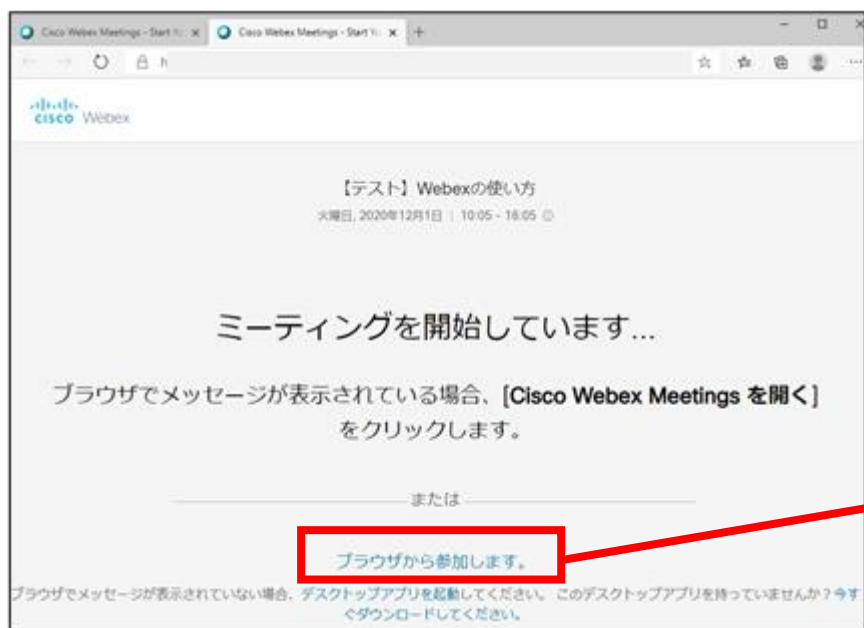 Cisco Webex Meetings - Start Yo
Cisco Webex Meetings - Start Yo
cisco Webex
【テスト】Webexの使い方
火曜日, 2020年12月1日 | 10:05 - 16:05
ミーティングを開始しています...
ブラウザでメッセージが表示されている場合、[Cisco Webex Meetings を開く]
をクリックします。
または
ブラウザから参加します。
ブラウザでメッセージが表示されていない場合、デスクトップアプリを起動してください。 このデスクトップアプリを持っていませんか？今す
ぐダウンロードしてください。